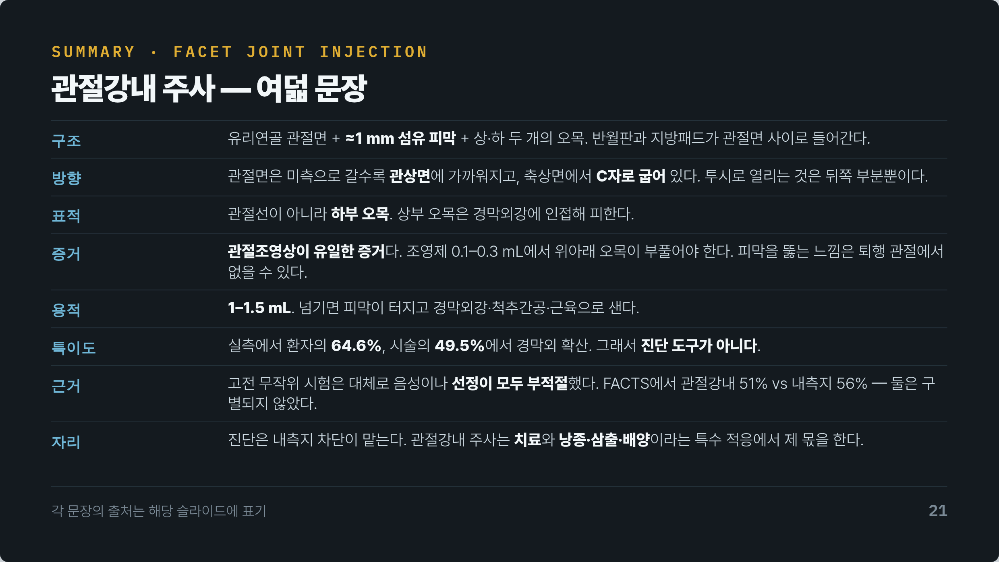 SUMMARY · FACET JOINT INJECTION
관절강내 주사 — 여덟 문장
구조
유리연골 관절면 + ≈1 mm 섬유 피막 + 상·하 두 개의 오목. 반월판과 지방패드가 관절면 사이로 들어간다.
방향
관절면은 미측으로 갈수록 관상면에 가까워지고, 축상면에서 C자로 굽어 있다. 투시로 열리는 것은 뒤쪽 부분뿐이다.
표적
관절선이 아니라 하부 오목. 상부 오목은 경막외강에 인접해 피한다.
증거
관절조영상이 유일한 증거다. 조영제 0.1–0.3 mL에서 위아래 오목이 부풀어야 한다. 피막을 뚫는 느낌은 퇴행 관절에서
없을 수 있다.
용적
1–1.5 mL. 넘기면 피막이 터지고 경막외강·척추간공·근육으로 샌다.
특이도
실측에서 환자의 64.6%, 시술의 49.5%에서 경막외 확산. 그래서 진단 도구가 아니다.
근거
고전 무작위 시험은 대체로 음성이나 선정이 모두 부적절했다. FACTS에서 관절강내 51% vs 내측지 56% — 둘은 구
별되지 않았다.
자리
진단은 내측지 차단이 맡는다. 관절강내 주사는 치료와 낭종·삼출·배양이라는 특수 적응에서 제 몫을 한다.
각 문장의 출처는 해당 슬라이드에 표기
21